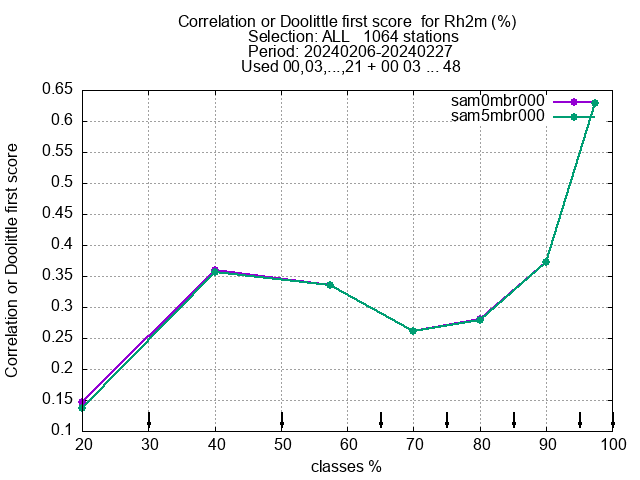 Correlation or Doolittle first score  for Rh2m (%)
Selection: ALL   1064 stations
Period: 20240206-20240227
Used 00,03,...,21 + 00 03 ... 48
sam0mbr000
sam5mbr000
Correlation or Doolittle first score
0.65
0.6
0.55
0.5
0.45
0.4
0.35
0.3
0.25
0.2
0.15
0.1
20 30 40 50 60 70 80 90 100
classes %